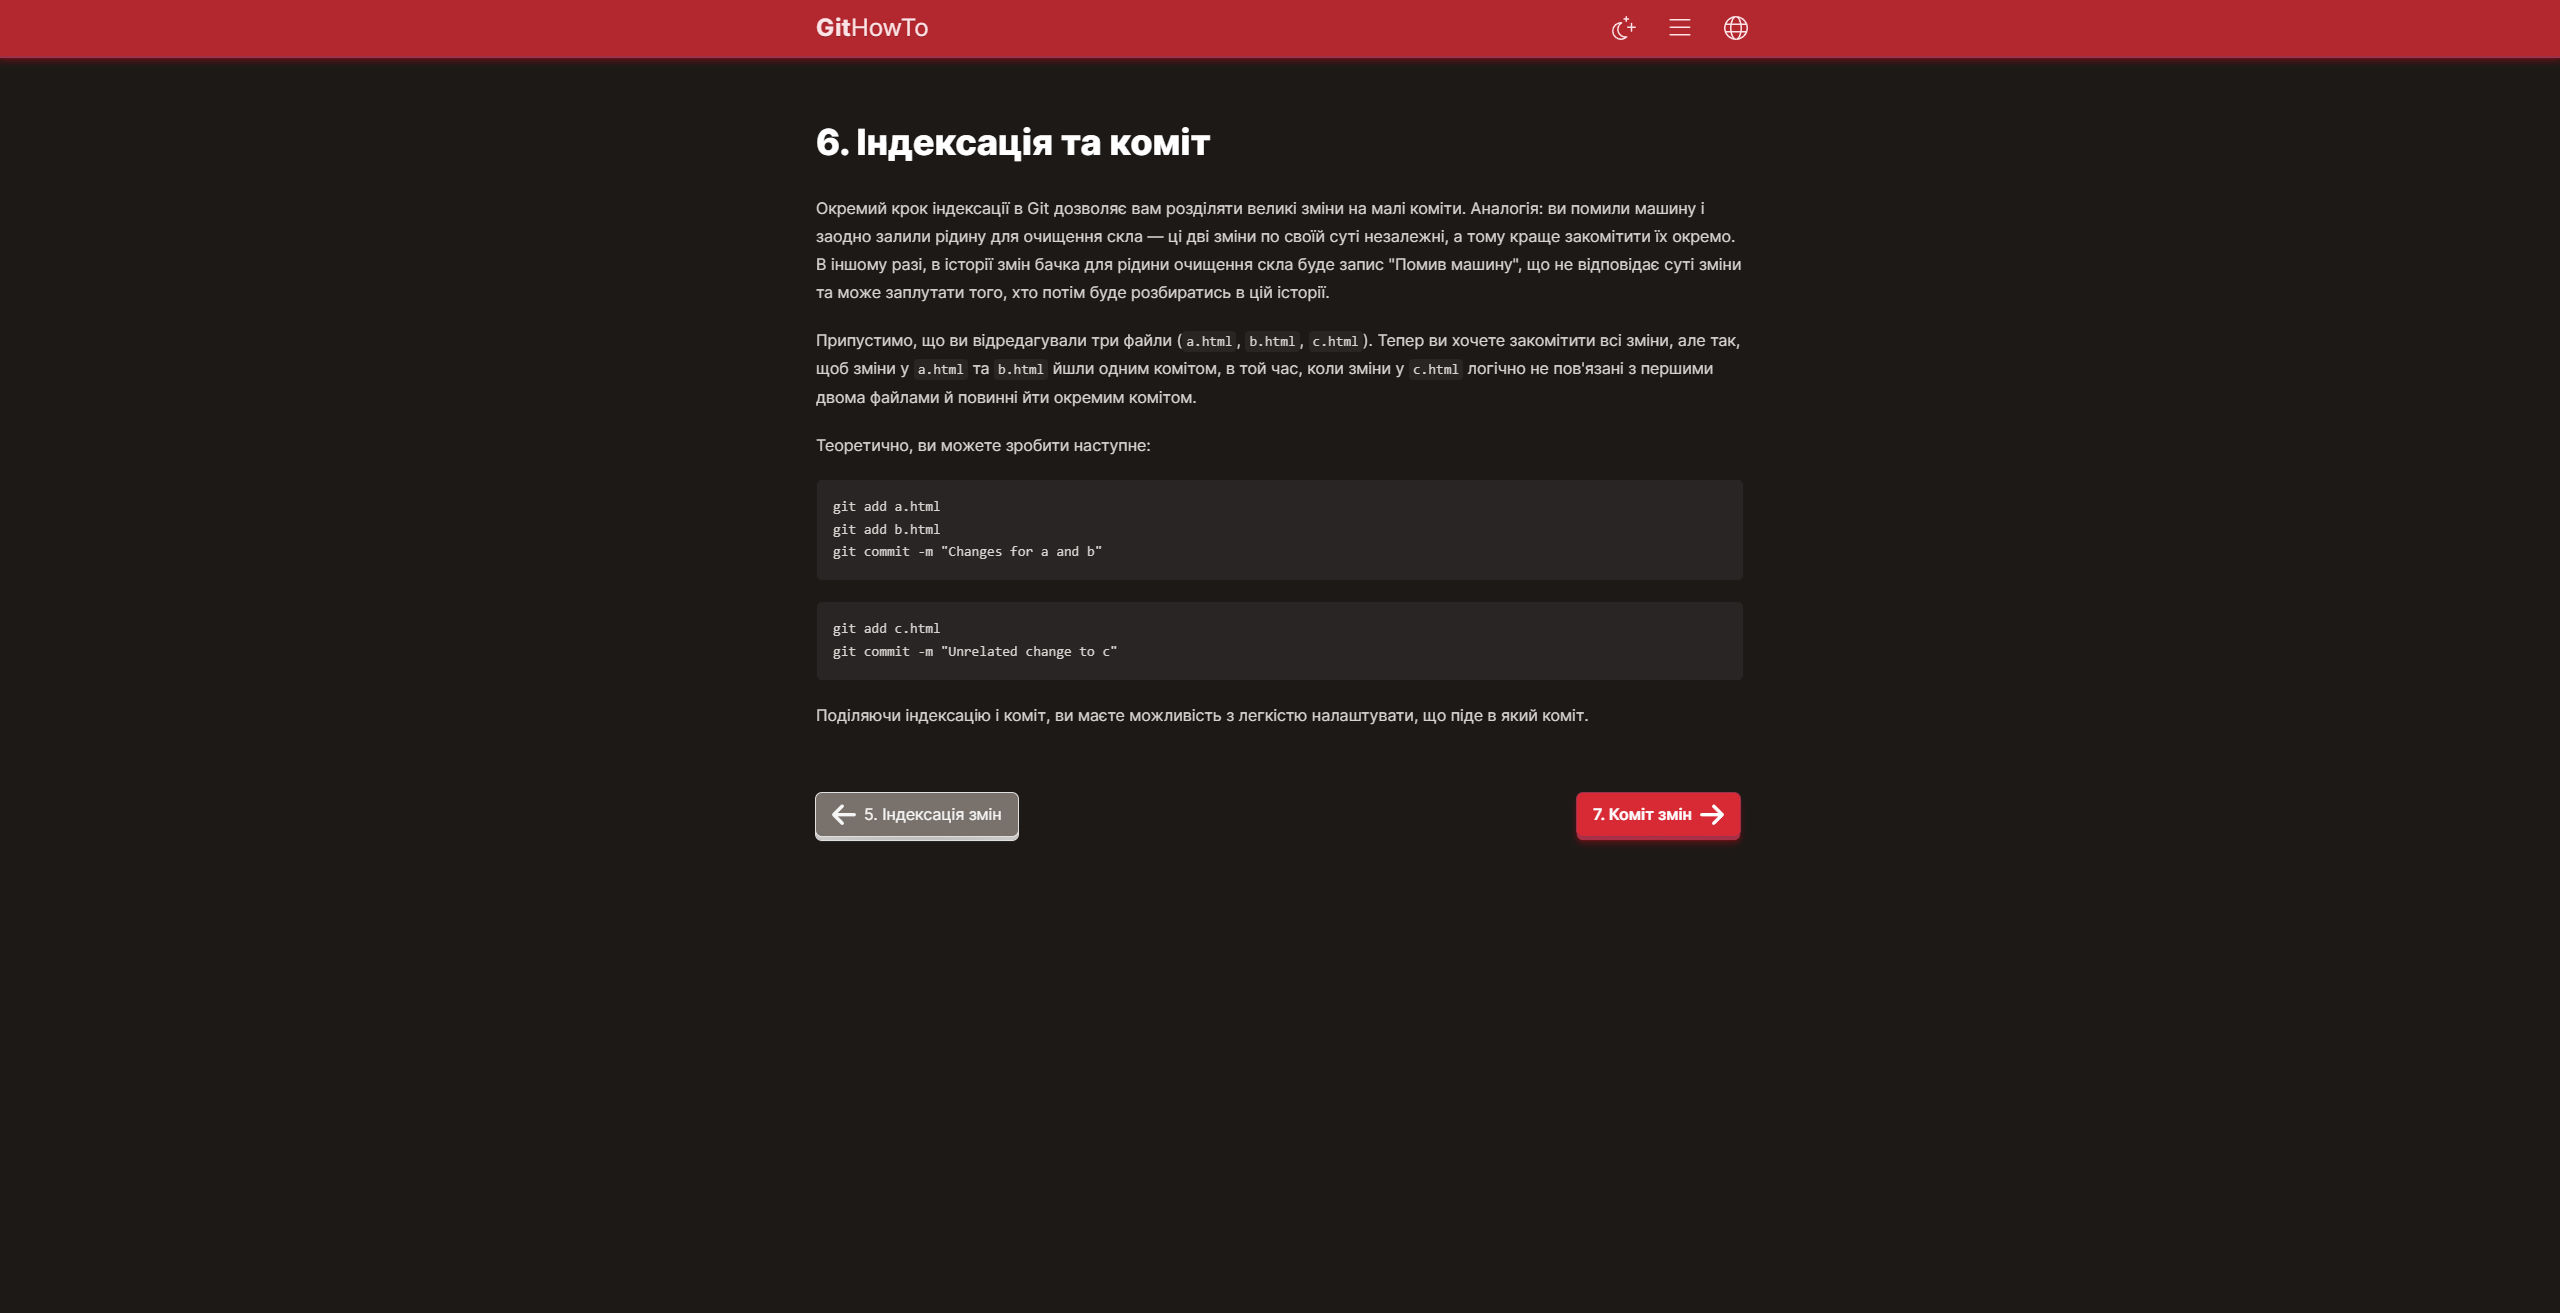 GitHowTo
6. Індексація та коміт
Окремий крок індексації в Git дозволяє вам розділяти великі зміни на малі коміти. Аналогія: ви помили машину і
заодно залили рідину для очищення скла — ці дві зміни по своїй суті незалежні, а тому краще закомітити їх окремо.
В іншому разі, в історії змін бачка для рідини очищення скла буде запис "Помив машину", що не відповідає суті зміни
та може заплутати того, хто потім буде розбиратись в цій історії.
Припустимо, що ви відредагували три файли (a.html, b.html, c.html). Тепер ви хочете закомітити всі зміни, але так,
щоб зміни у a.html та b.html йшли одним комітом, в той час, коли зміни у c.html логічно не пов'язані з першими
двома файлами й повинні йти окремим комітом.
Теоретично, ви можете зробити наступне:
git add a.html
git add b.html
git commit -m "Changes for a and b"
git add c.html
git commit -m "Unrelated change to c"
Поділяючи індексацію і коміт, ви маєте можливість з легкістю налаштувати, що піде в який коміт.
5. Індексація змін
7. Коміт змін